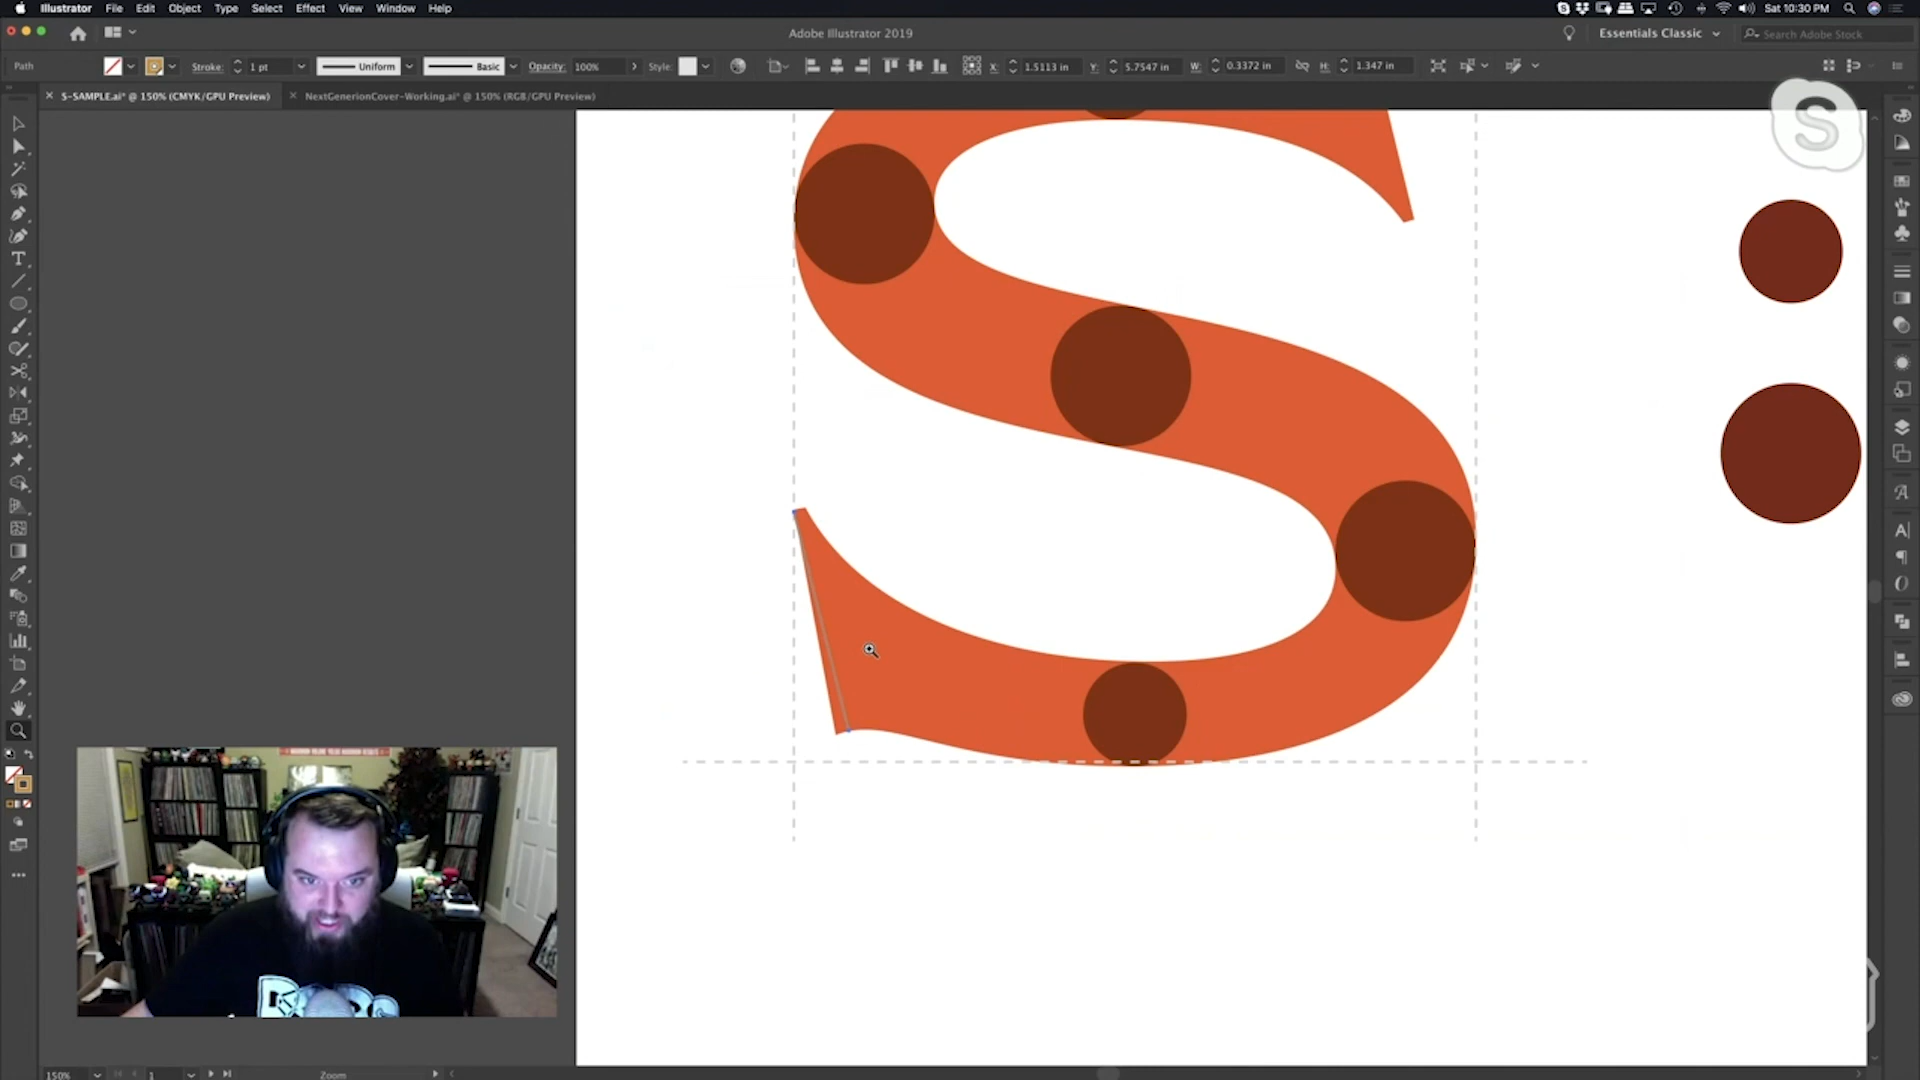 Illustrator File Edit Object Type Select Effect View Window Help
Sat 10:30 PM
Adobe Illustrator 2019
Essentials Classic
Search Adobe Stock
Path
Stroke: 1 pt
Uniform
Basic
Opacity: 100%
Style:
X: 1.5113 in
Y: 5.7547 in
W: 0.3372 in
H: 1.347 in
S-SAMPLE.ai* @ 150% (CMYK/GPU Preview)
NextGenerionCover-Working.ai* @ 150% (RGB/GPU Preview)
S
150%
1
Zoom